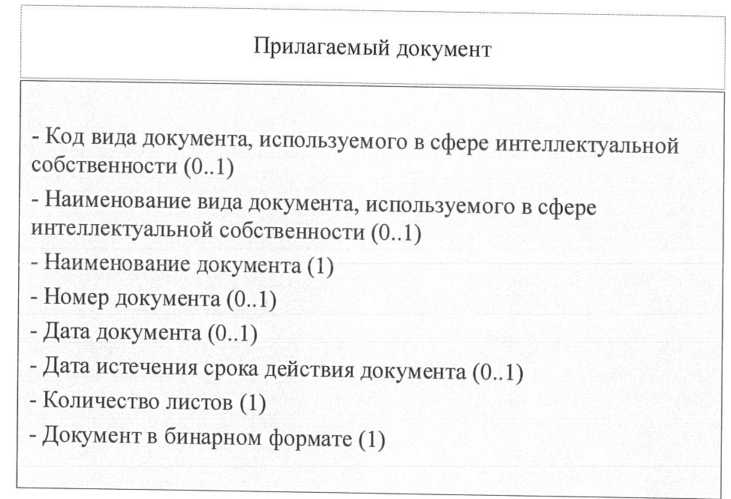 Прилагаемый документ
- Код вида документа, используемого в сфере интеллектуальной
собственности (0..1)
- Наименование вида документа, используемого в сфере
интеллектуальной собственности (0..1)
- Наименование документа (1)
- Номер документа (0..1)
- Дата документа (0..1)
- Дата истечения срока действия документа (0..1)
- Количество листов (1)
- Документ в бинарном формате (1)